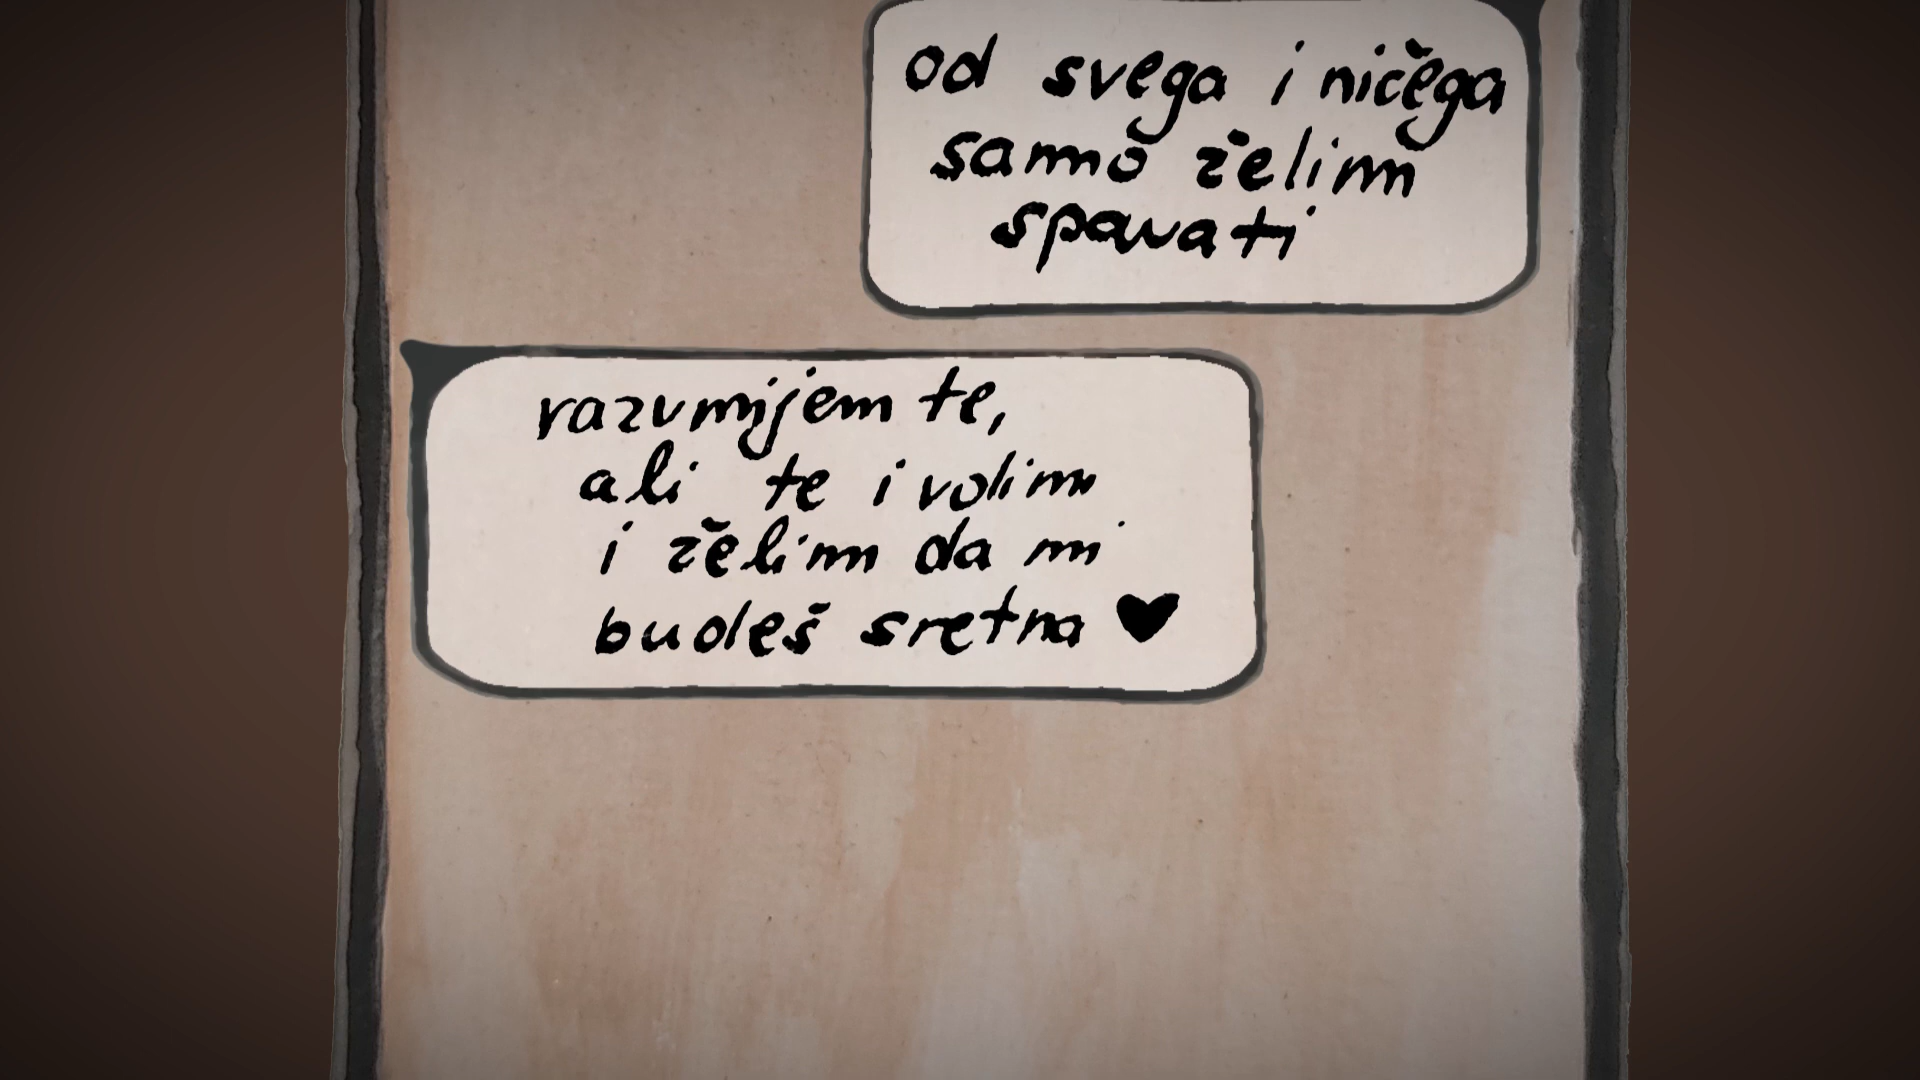 od svega i ničega
samo želim
spavati
razumijem te,
ali te i volim
i želim da mi
budeš sretna ♥